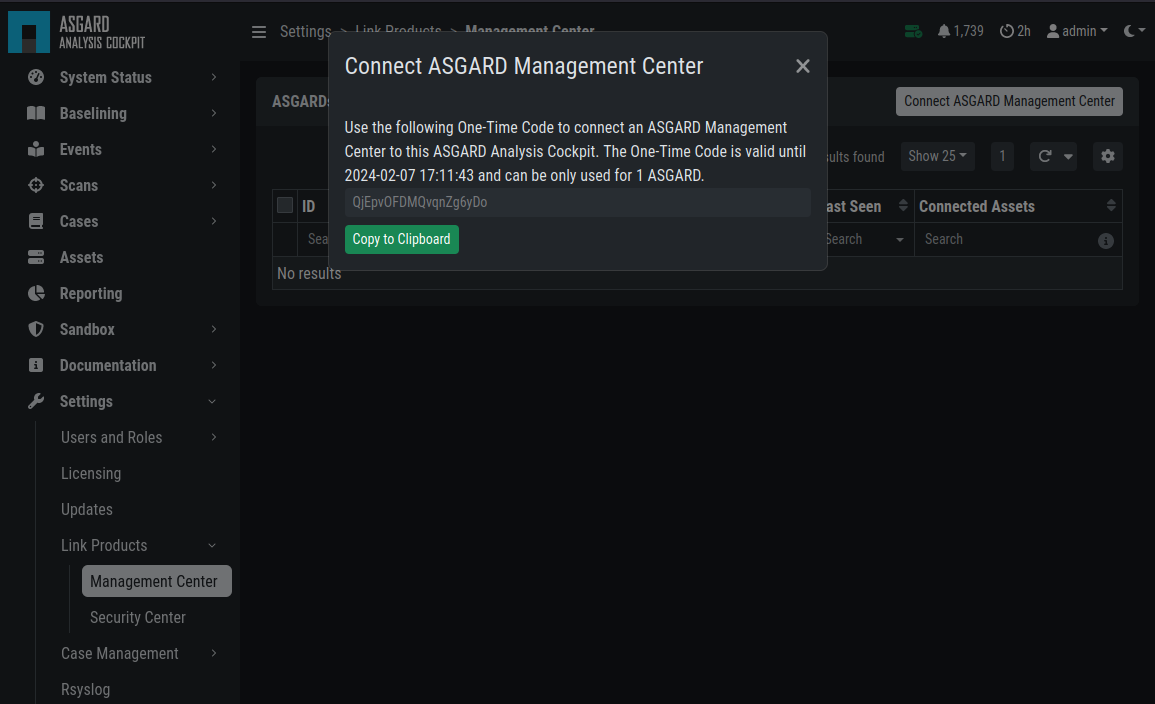 ASGARD
ANALYSIS COCKPIT
Settings > Link Products > Management Center
1,739
2h
admin
System Status
Baselining
Events
Scans
Cases
Assets
Reporting
Sandbox
Documentation
Settings
Users and Roles
Licensing
Updates
Link Products
Management Center
Security Center
Case Management
Rsyslog
ASGARDs
Connect ASGARD Management Center
Connect ASGARD Management Center
Use the following One-Time Code to connect an ASGARD Management
Center to this ASGARD Analysis Cockpit. The One-Time Code is valid until
2024-02-07 17:11:43 and can be only used for 1 ASGARD.
QjEpvOFDMQvqnZg6yDo
Copy to Clipboard
ults found
Show 25
1
ID
ast Seen
Connected Assets
Sea
Search
Search
No results